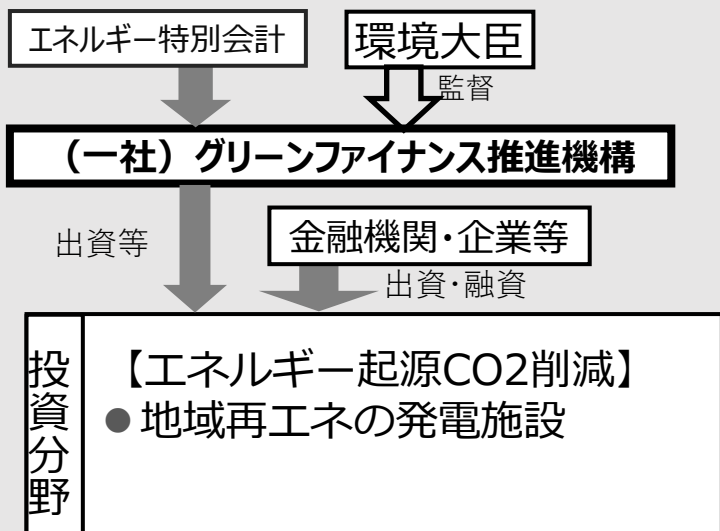 エネルギー特別会計
環境大臣
監督
（一社）グリーンファイナンス推進機構
出資等
金融機関・企業等
出資・融資
投資分野
【エネルギー起源CO2削減】
●地域再エネの発電施設